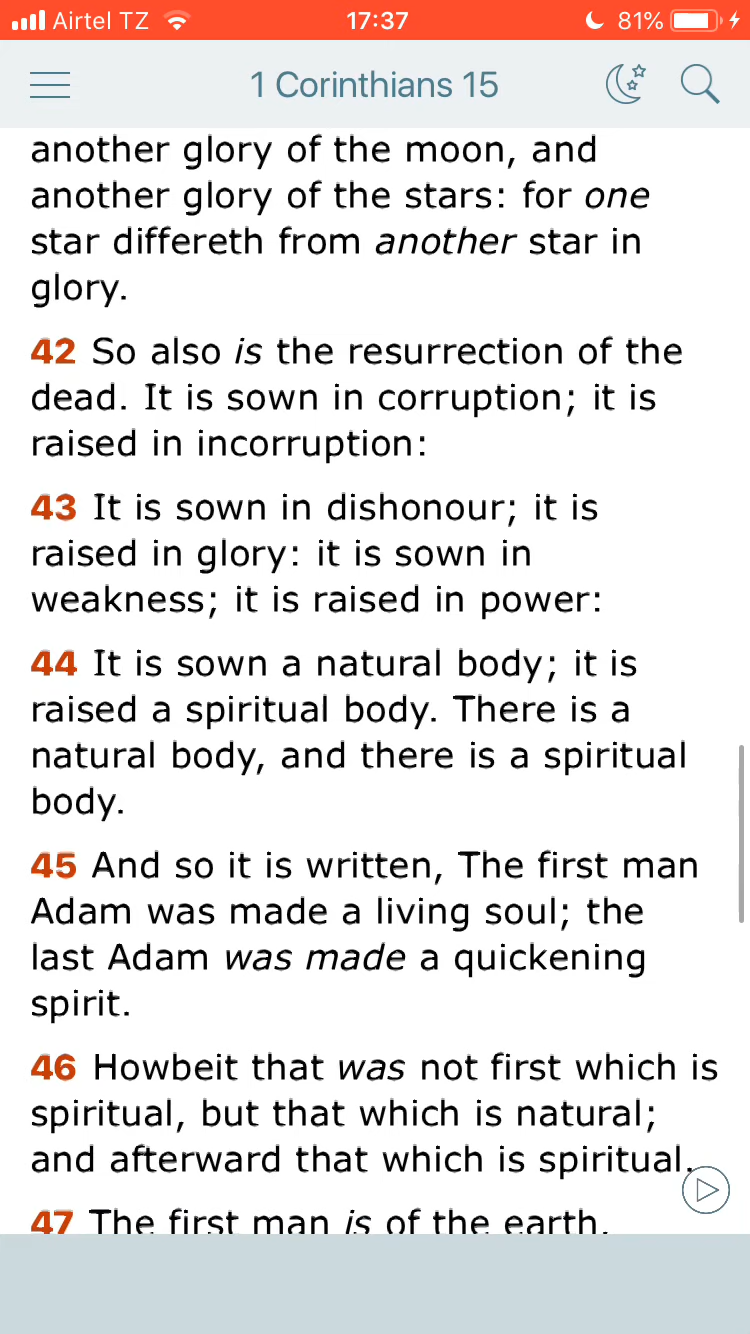 Airtel TZ 17:37 81%
1 Corinthians 15
another glory of the moon, and
another glory of the stars: for one
star differeth from another star in
glory.
42 So also is the resurrection of the
dead. It is sown in corruption; it is
raised in incorruption:
43 It is sown in dishonour; it is
raised in glory: it is sown in
weakness; it is raised in power:
44 It is sown a natural body; it is
raised a spiritual body. There is a
natural body, and there is a spiritual
body.
45 And so it is written, The first man
Adam was made a living soul; the
last Adam was made a quickening
spirit.
46 Howbeit that was not first which is
spiritual, but that which is natural;
and afterward that which is spiritual.
47 The first man is of the earth,